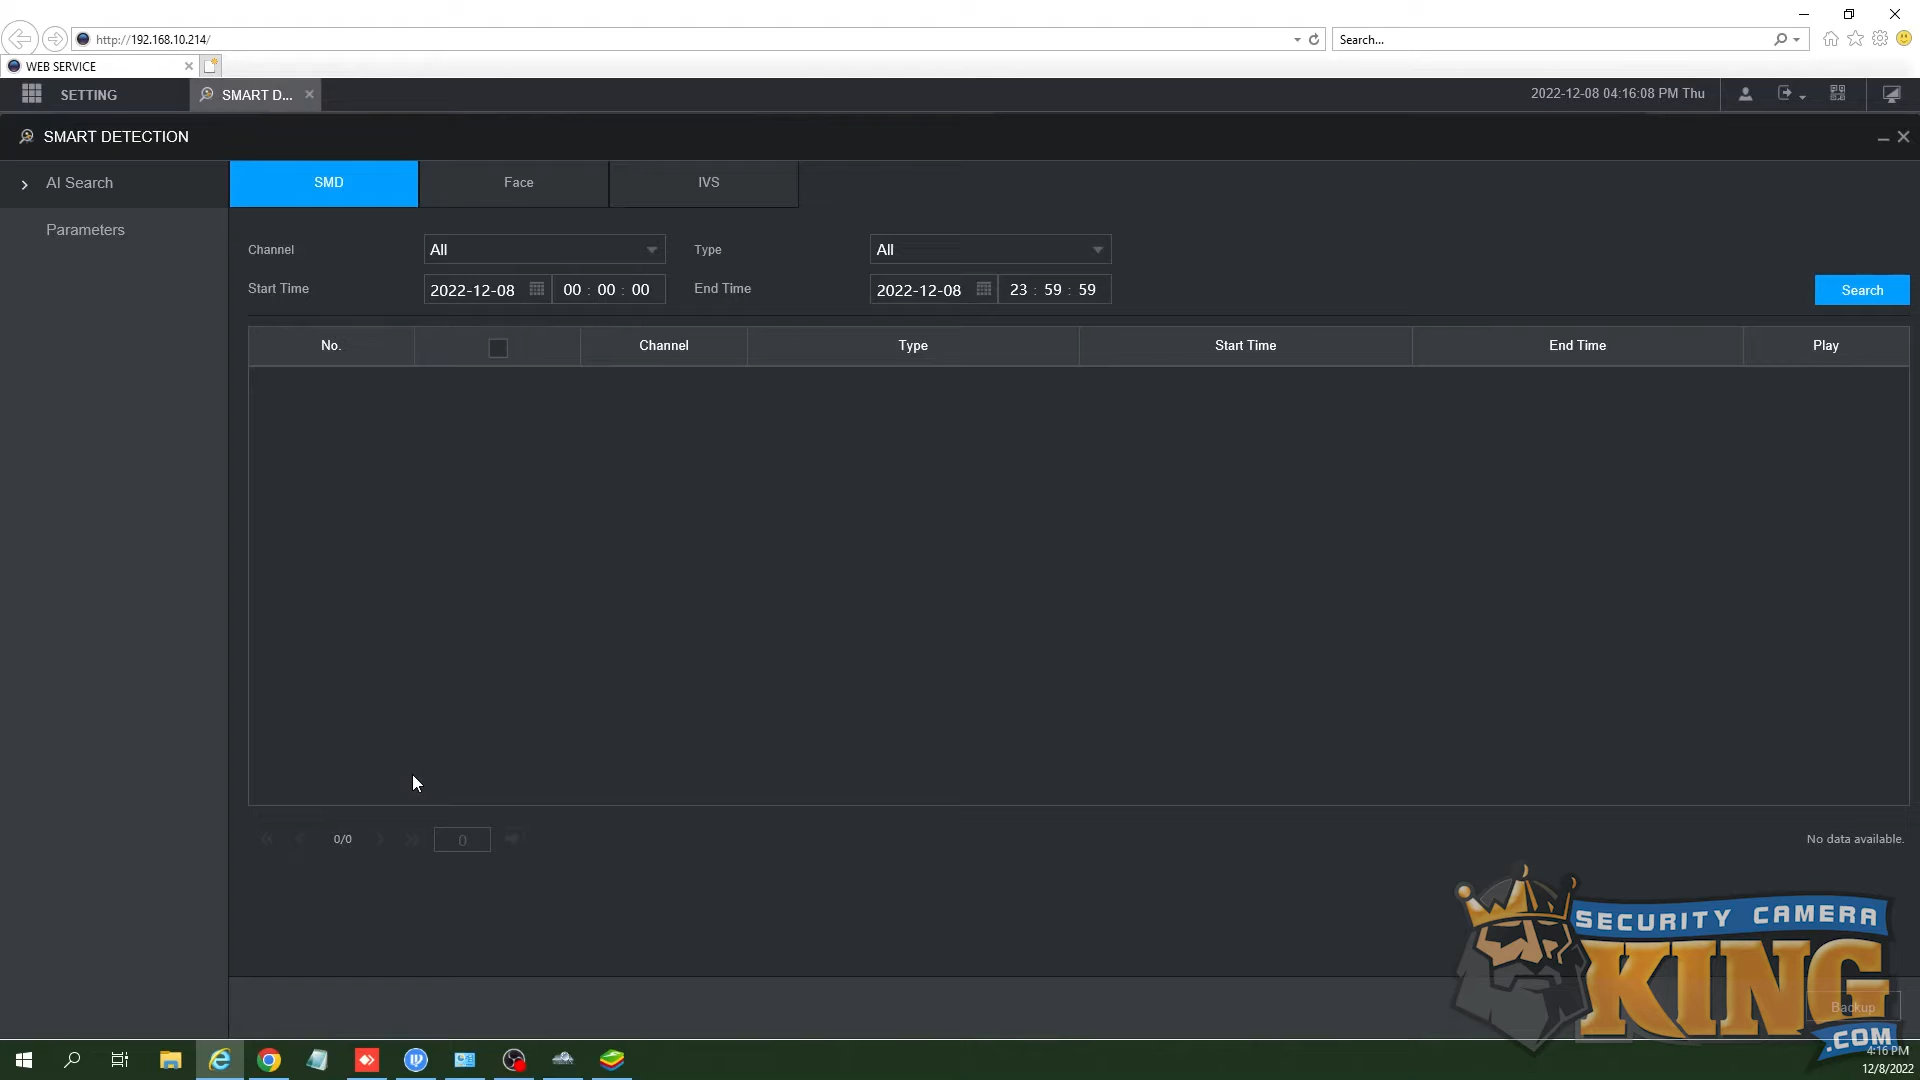 http://192.168.10.214/
Search...
WEB SERVICE
SETTING
SMART D...
2022-12-08 04:16:08 PM Thu
SMART DETECTION
AI Search
Parameters
SMD
Face
IVS
Channel
All
Type
All
Start Time
2022-12-08
00 : 00 : 00
End Time
2022-12-08
23 : 59 : 59
Search
No.
Channel
Type
Start Time
End Time
Play
0/0
0
No data available.
SECURITY CAMERA
KING
.COM
Backup
4:16 PM
12/8/2022